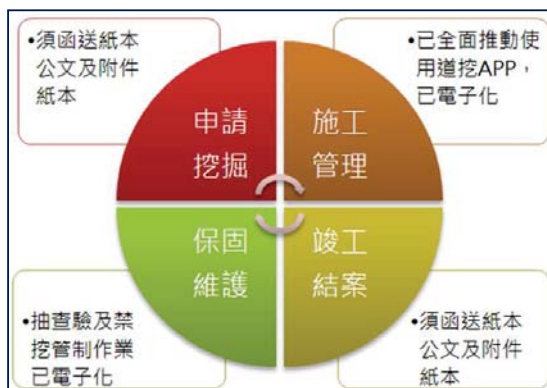 •須函送紙本
公文及附件
紙本
•已全面推動使
用道挖APP，
已電子化
申請
挖掘
施工
管理
保固
維護
竣工
結案
•抽查驗及禁
挖管制作業
已電子化
•須函送紙本
公文及附件
紙本